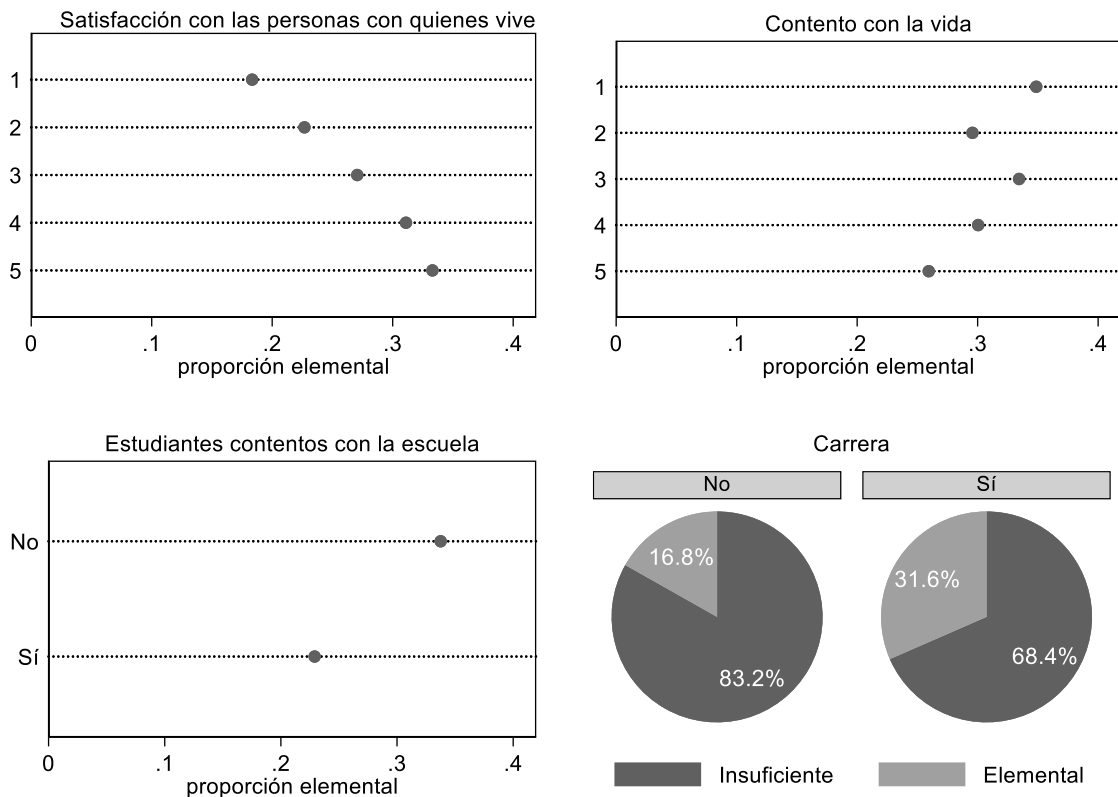 Satisfacción con las personas con quienes vive
1
2
3
4
5
0 .1 .2 .3 .4
proporción elemental
Contento con la vida
1
2
3
4
5
0 .1 .2 .3 .4
proporción elemental
Estudiantes contentos con la escuela
No
Sí
0 .1 .2 .3 .4
proporción elemental
Carrera
No Sí
16.8%
83.2%
31.6%
68.4%
Insuficiente Elemental